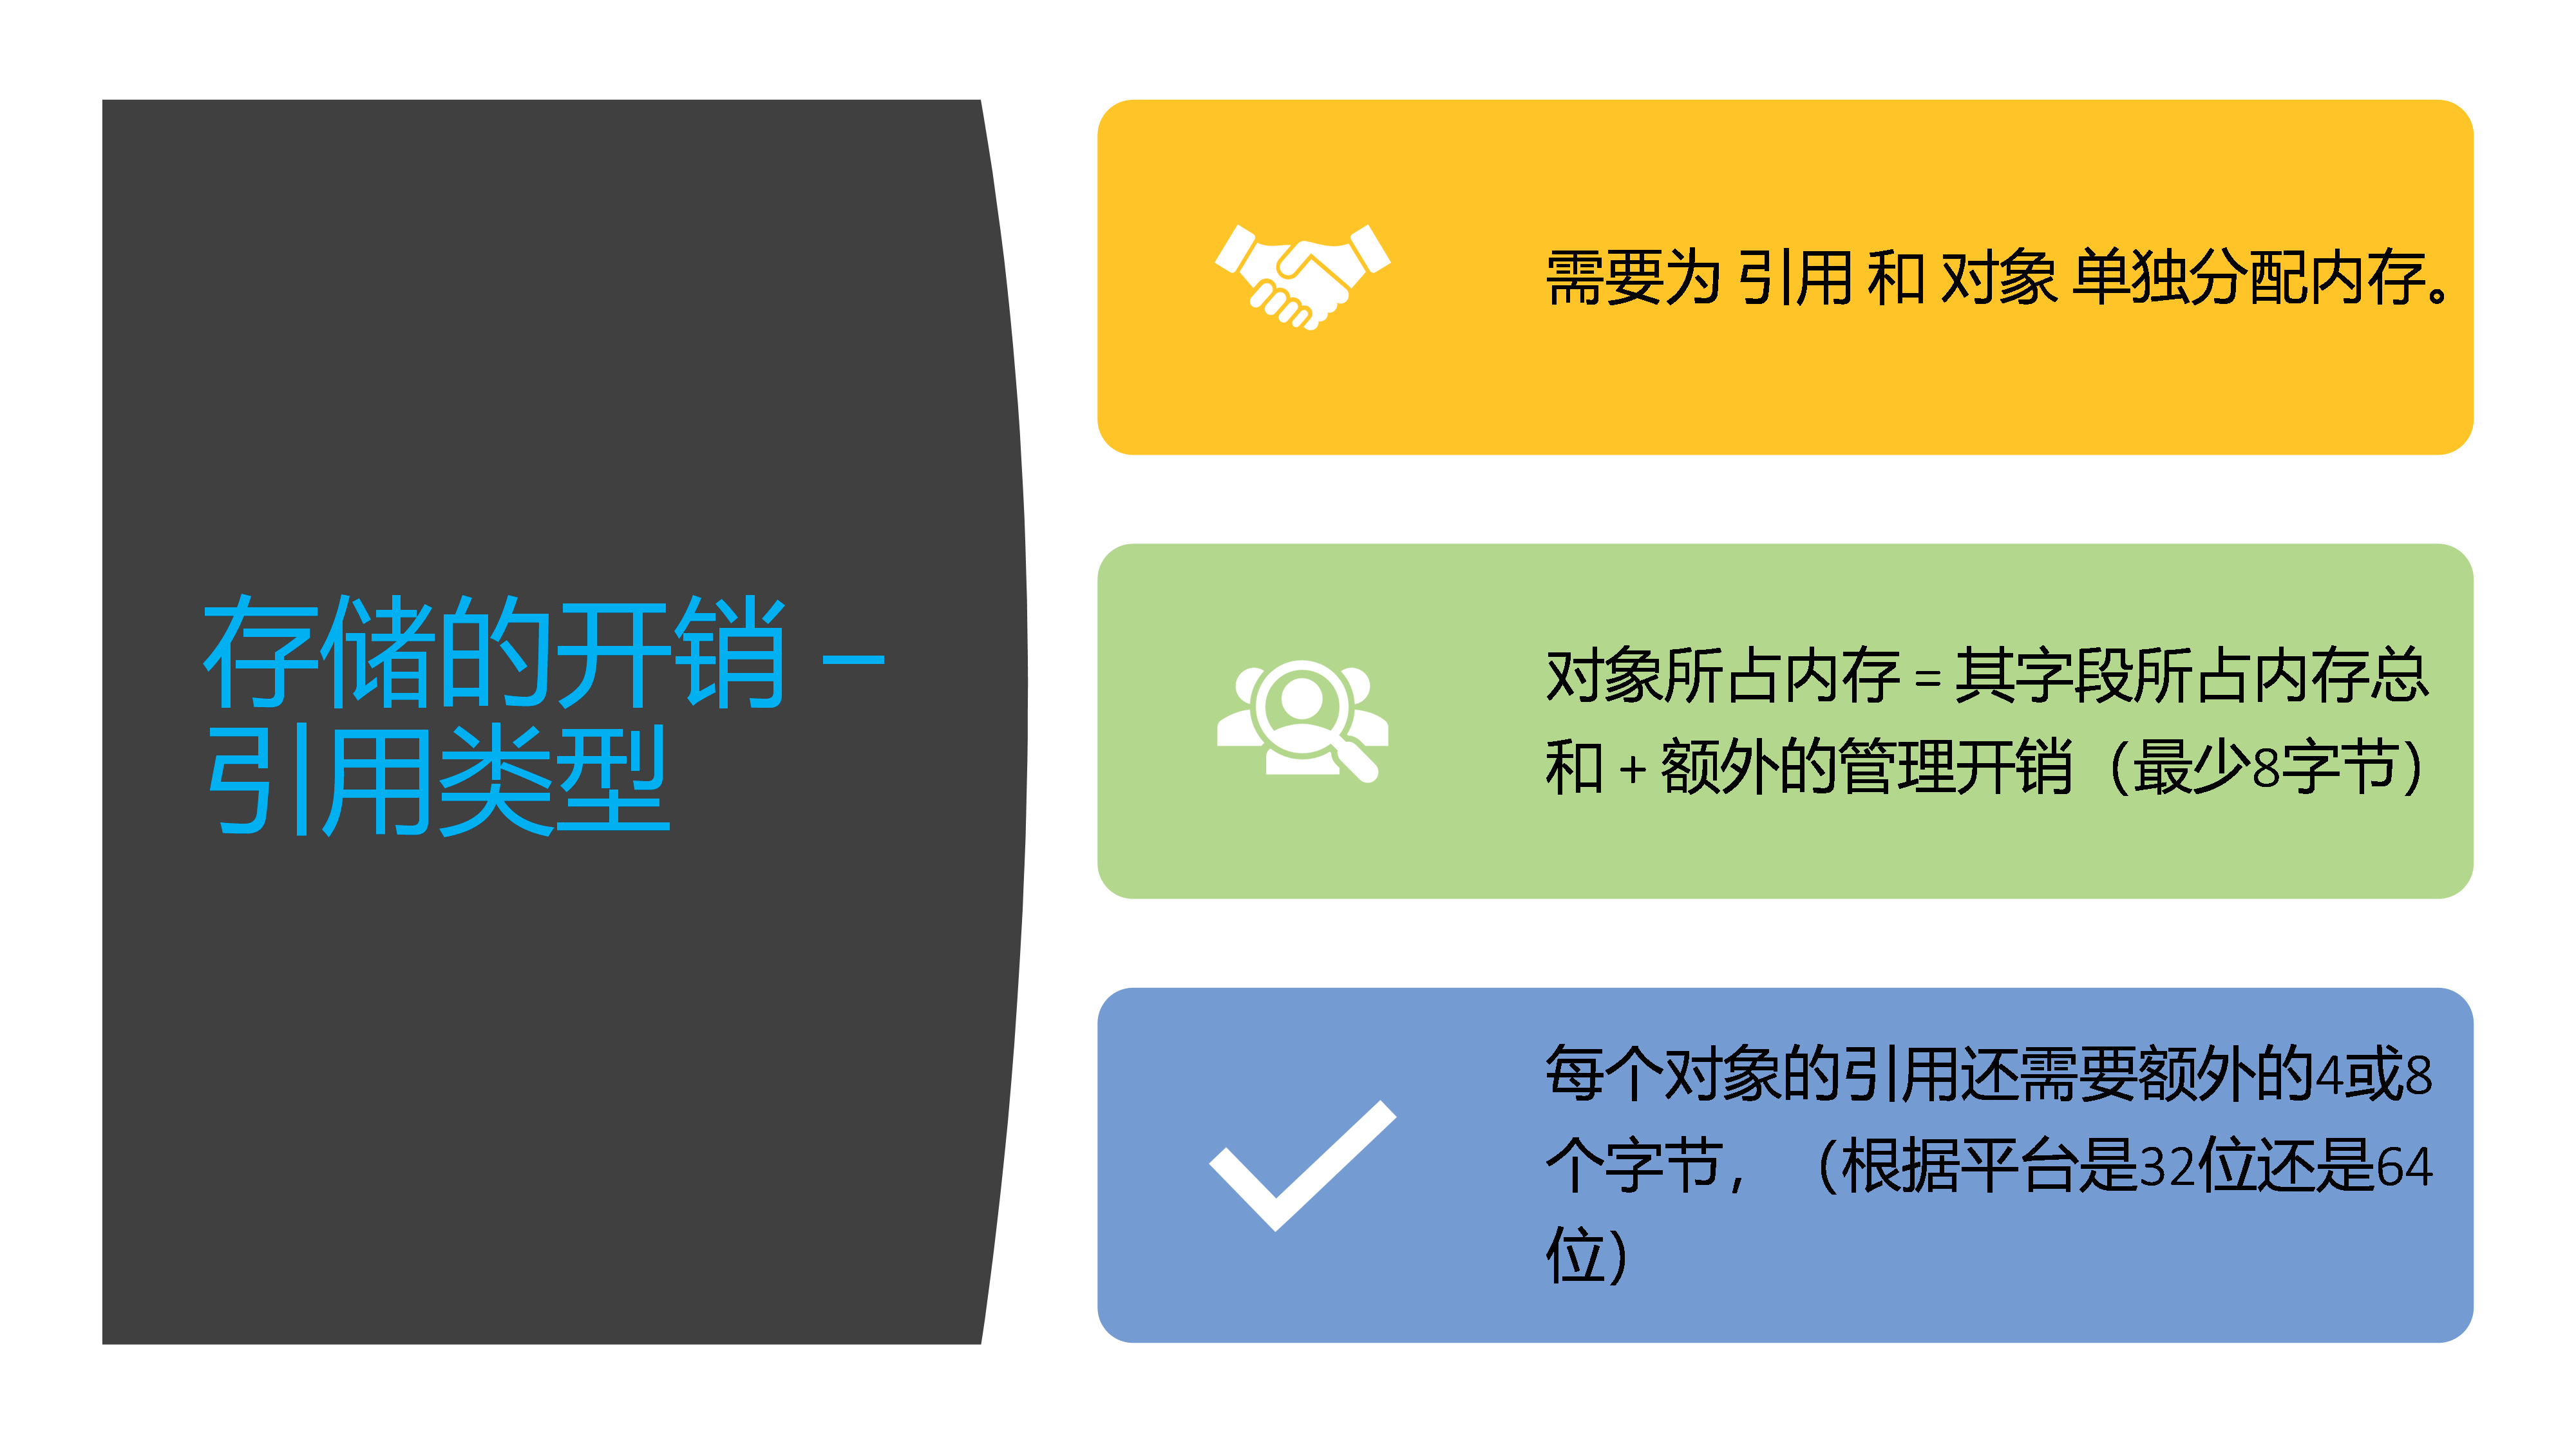 存储的开销 –
引用类型
需要为 引用 和 对象 单独分配内存。
对象所占内存 = 其字段所占内存总
和 + 额外的管理开销（最少8字节）
每个对象的引用还需要额外的4或8
个字节，（根据平台是32位还是64
位）